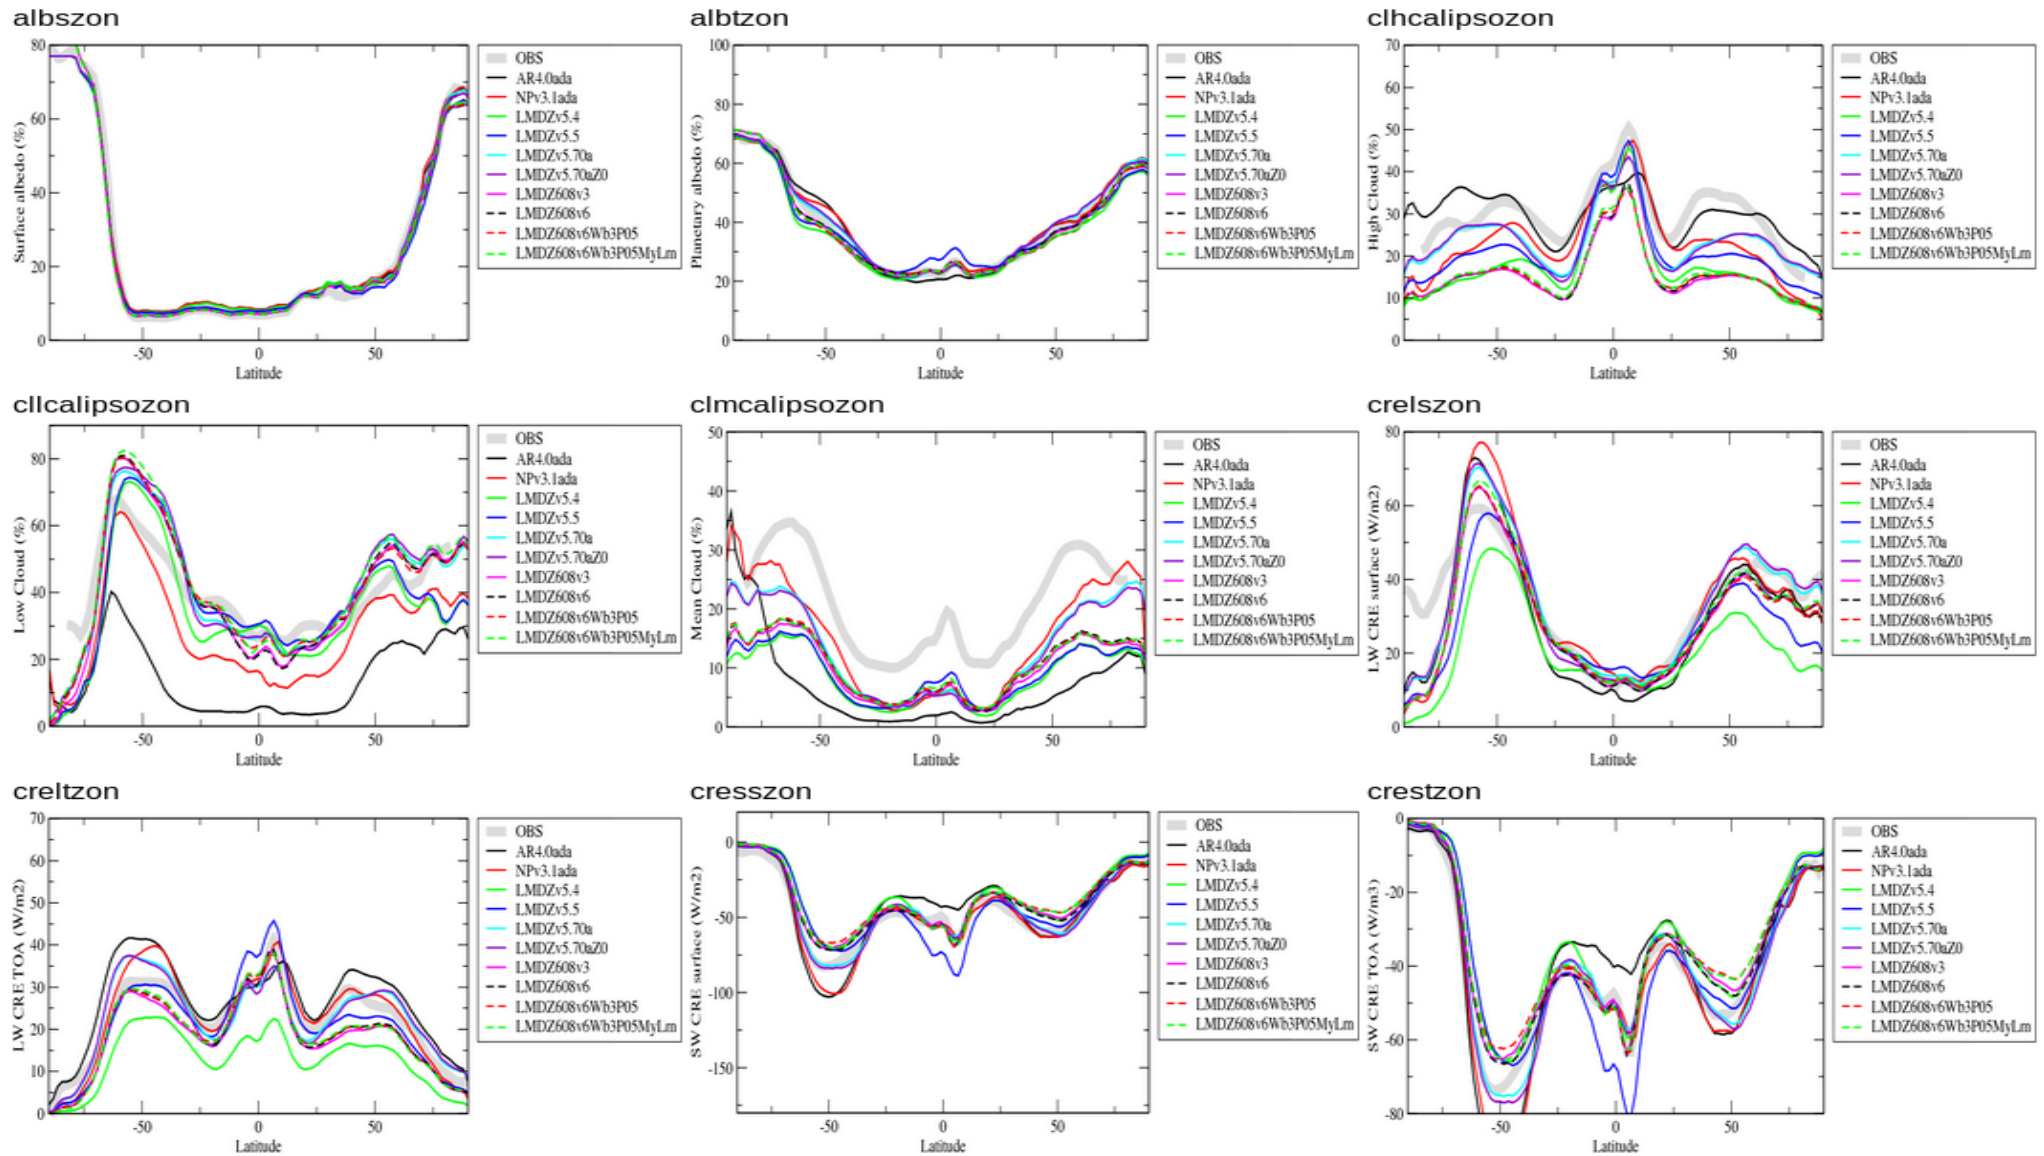 albszon
80
60
40
20
0
-50
0
50
Surface albedo (%)
Latitude
OBS
AR4.0ada
NPv3.1ada
LMDZv5.4
LMDZv5.5
LMDZv5.70a
LMDZv5.70aZ0
LMDZ608v3
LMDZ608v6
LMDZ608v6Wb3P05
LMDZ608v6Wb3P05MyLm
albtzon
100
80
60
40
20
0
-50
0
50
Planetary albedo (%)
Latitude
OBS
AR4.0ada
NPv3.1ada
LMDZv5.4
LMDZv5.5
LMDZv5.70a
LMDZv5.70aZ0
LMDZ608v3
LMDZ608v6
LMDZ608v6Wb3P05
LMDZ608v6Wb3P05MyLm
clhcalipsozon
70
60
50
40
30
20
10
0
-50
0
50
High Cloud (%)
Latitude
OBS
AR4.0ada
NPv3.1ada
LMDZv5.4
LMDZv5.5
LMDZv5.70a
LMDZv5.70aZ0
LMDZ608v3
LMDZ608v6
LMDZ608v6Wb3P05
LMDZ608v6Wb3P05MyLm
cllcalipsozon
80
60
40
20
0
-50
0
50
Low Cloud (%)
Latitude
OBS
AR4.0ada
NPv3.1ada
LMDZv5.4
LMDZv5.5
LMDZv5.70a
LMDZv5.70aZ0
LMDZ608v3
LMDZ608v6
LMDZ608v6Wb3P05
LMDZ608v6Wb3P05MyLm
clmcalipsozon
50
40
30
20
10
0
-50
0
50
Mean Cloud (%)
Latitude
OBS
AR4.0ada
NPv3.1ada
LMDZv5.4
LMDZv5.5
LMDZv5.70a
LMDZv5.70aZ0
LMDZ608v3
LMDZ608v6
LMDZ608v6Wb3P05
LMDZ608v6Wb3P05MyLm
crelszon
80
60
40
20
0
-50
0
50
LW CRE surface (W/m2)
Latitude
OBS
AR4.0ada
NPv3.1ada
LMDZv5.4
LMDZv5.5
LMDZv5.70a
LMDZv5.70aZ0
LMDZ608v3
LMDZ608v6
LMDZ608v6Wb3P05
LMDZ608v6Wb3P05MyLm
creltzon
70
60
50
40
30
20
10
0
-50
0
50
LW CRE TOA (W/m2)
Latitude
OBS
AR4.0ada
NPv3.1ada
LMDZv5.4
LMDZv5.5
LMDZv5.70a
LMDZv5.70aZ0
LMDZ608v3
LMDZ608v6
LMDZ608v6Wb3P05
LMDZ608v6Wb3P05MyLm
cresszon
0
-50
-100
-150
-50
0
50
SW CRE surface (W/m2)
Latitude
OBS
AR4.0ada
NPv3.1ada
LMDZv5.4
LMDZv5.5
LMDZv5.70a
LMDZv5.70aZ0
LMDZ608v3
LMDZ608v6
LMDZ608v6Wb3P05
LMDZ608v6Wb3P05MyLm
crestzon
0
-20
-40
-60
-80
-50
0
50
SW CRE TOA (W/m3)
Latitude
OBS
AR4.0ada
NPv3.1ada
LMDZv5.4
LMDZv5.5
LMDZv5.70a
LMDZv5.70aZ0
LMDZ608v3
LMDZ608v6
LMDZ608v6Wb3P05
LMDZ608v6Wb3P05MyLm